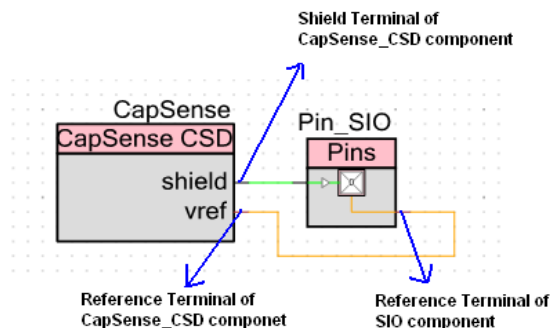 Shield Terminal of
CapSense_CSD component
CapSense
CapSense CSD
shield
vref
Pin_SIO
Pins
Reference Terminal of
CapSense_CSD componet
Reference Terminal of
SIO component